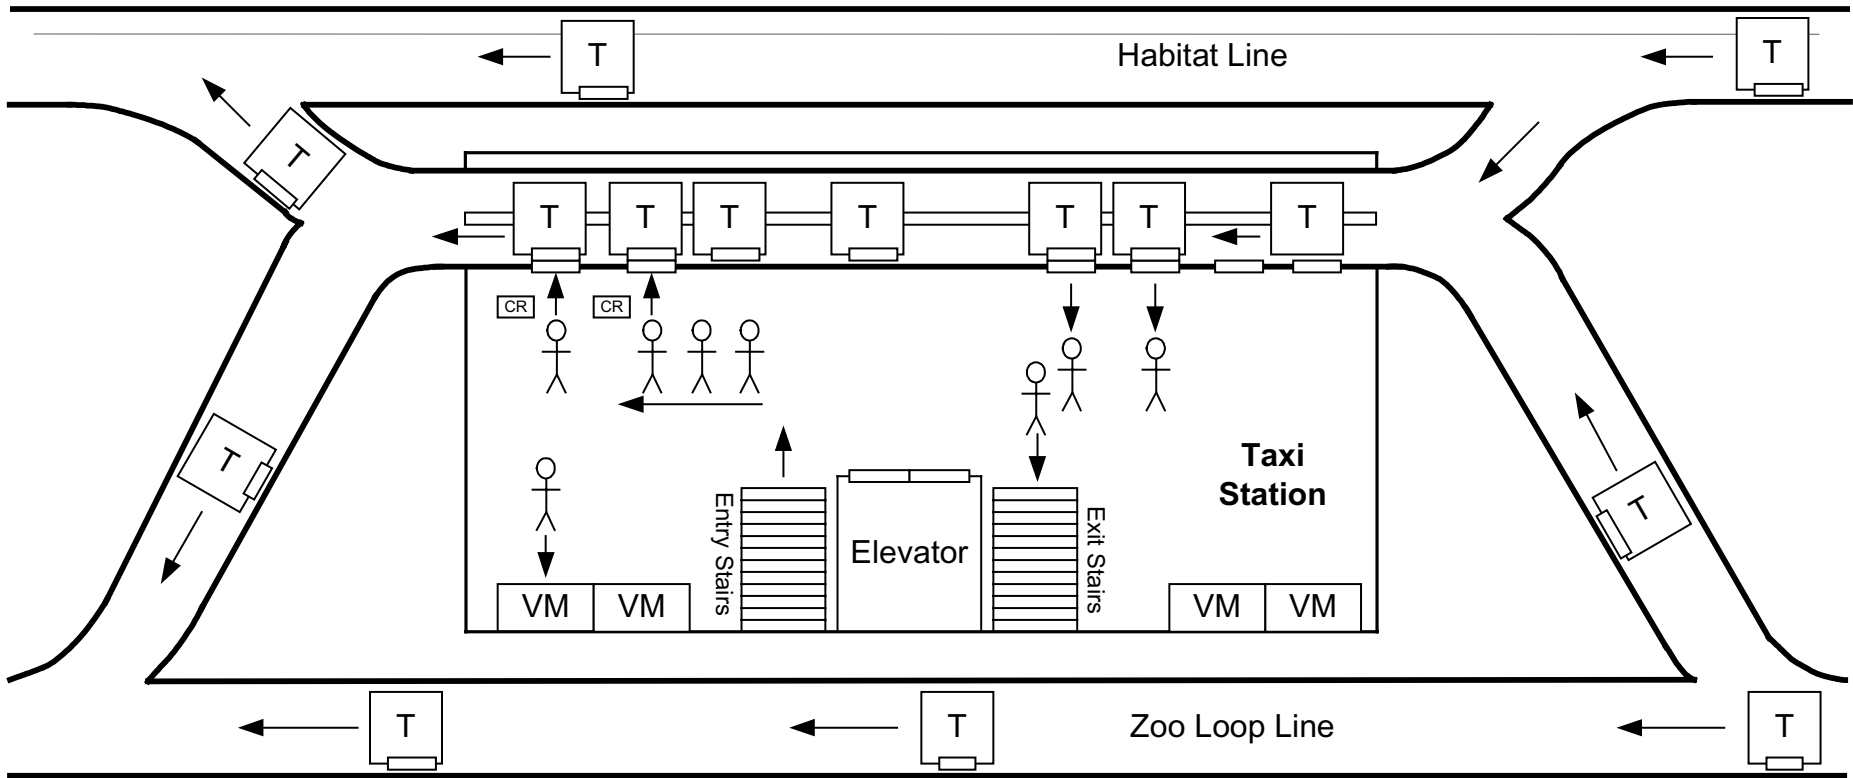 T
Habitat Line
T
T
T
T
T
T
T
T
T
CR
CR
T
Taxi
Station
T
Entry Stairs
Elevator
Exit Stairs
VM
VM
VM
VM
T
T
Zoo Loop Line
T